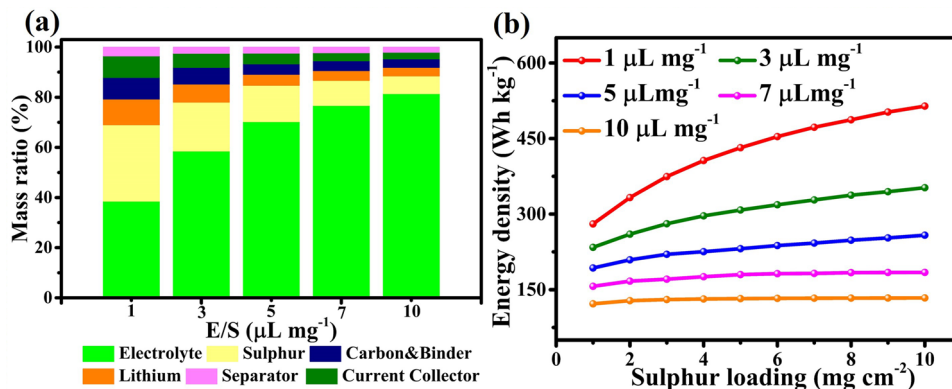 (a)
100
80
60
40
20
0
Mass ratio (%)
1 3 5 7 10
E/S (μL mg⁻¹)
Electrolyte Sulphur Carbon&Binder
Lithium Separator Current Collector
(b)
600
450
300
150
Energy density (Wh kg⁻¹)
1 μL mg⁻¹ 3 μL mg⁻¹
5 μLmg⁻¹ 7 μLmg⁻¹
10 μL mg⁻¹
0 2 4 6 8 10
Sulphur loading (mg cm⁻²)